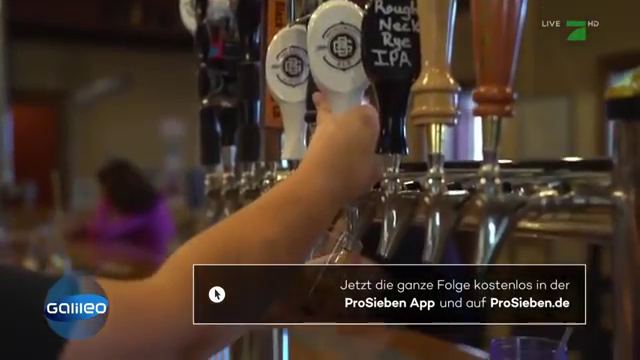 LIVE HD
Rough
Neck
Rye
IPA
Jetzt die ganze Folge kostenlos in der
ProSieben App und auf ProSieben.de
Galileo